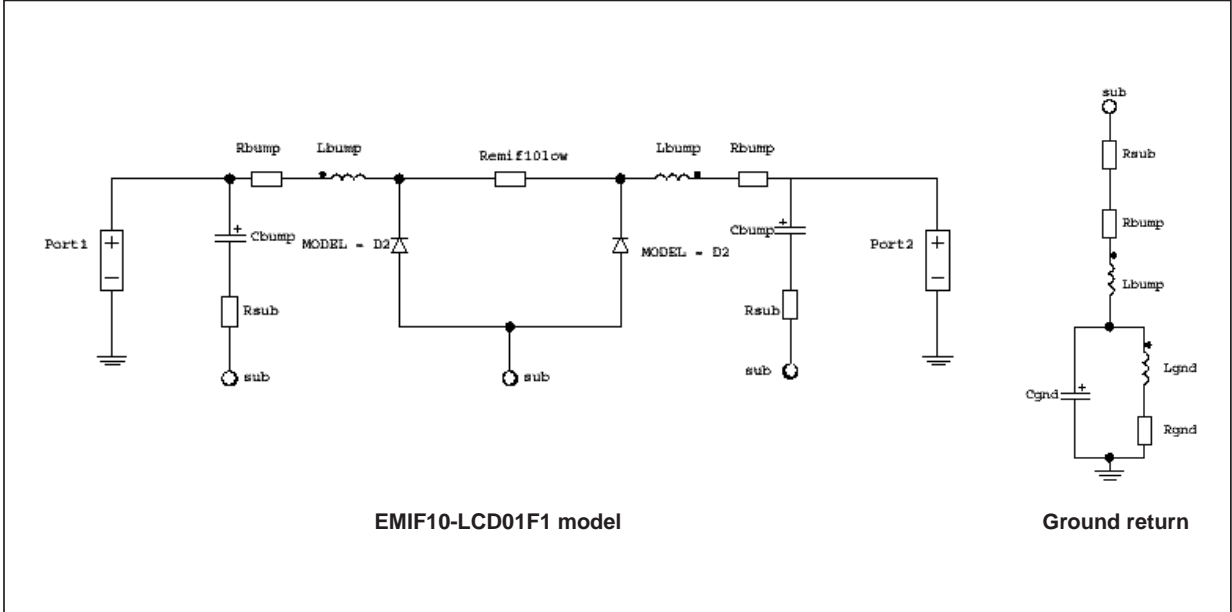 sub
Rsub
Rbump
Lbump
Cgnd
Lgnd
Rgnd
Rbump Lbump Remif10low Lbump Rbump
Port1 + − + Cbump MODEL = D2 MODEL = D2 Cbump + Port2 + −
Rsub Rsub
sub sub sub
+
EMIF10-LCD01F1 model Ground return